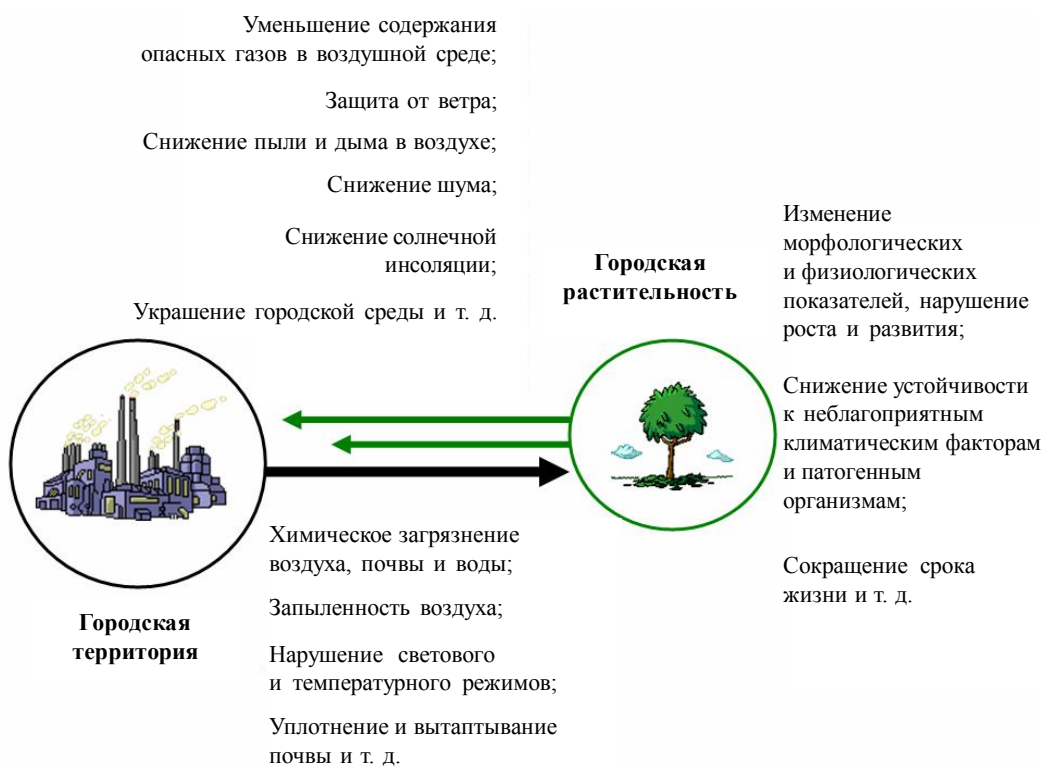 Уменьшение содержания
опасных газов в воздушной среде;
Защита от ветра;
Снижение пыли и дыма в воздухе;
Снижение шума;
Снижение солнечной
инсоляции;
Украшение городской среды и т. д.
Городская
растительность
Изменение
морфологических
и физиологических
показателей, нарушение
роста и развития;
Снижение устойчивости
к неблагоприятным
климатическим факторам
и патогенным
организмам;
Сокращение срока
жизни и т. д.
Городская
территория
Химическое загрязнение
воздуха, почвы и воды;
Запыленность воздуха;
Нарушение светового
и температурного режимов;
Уплотнение и вытаптывание
почвы и т. д.